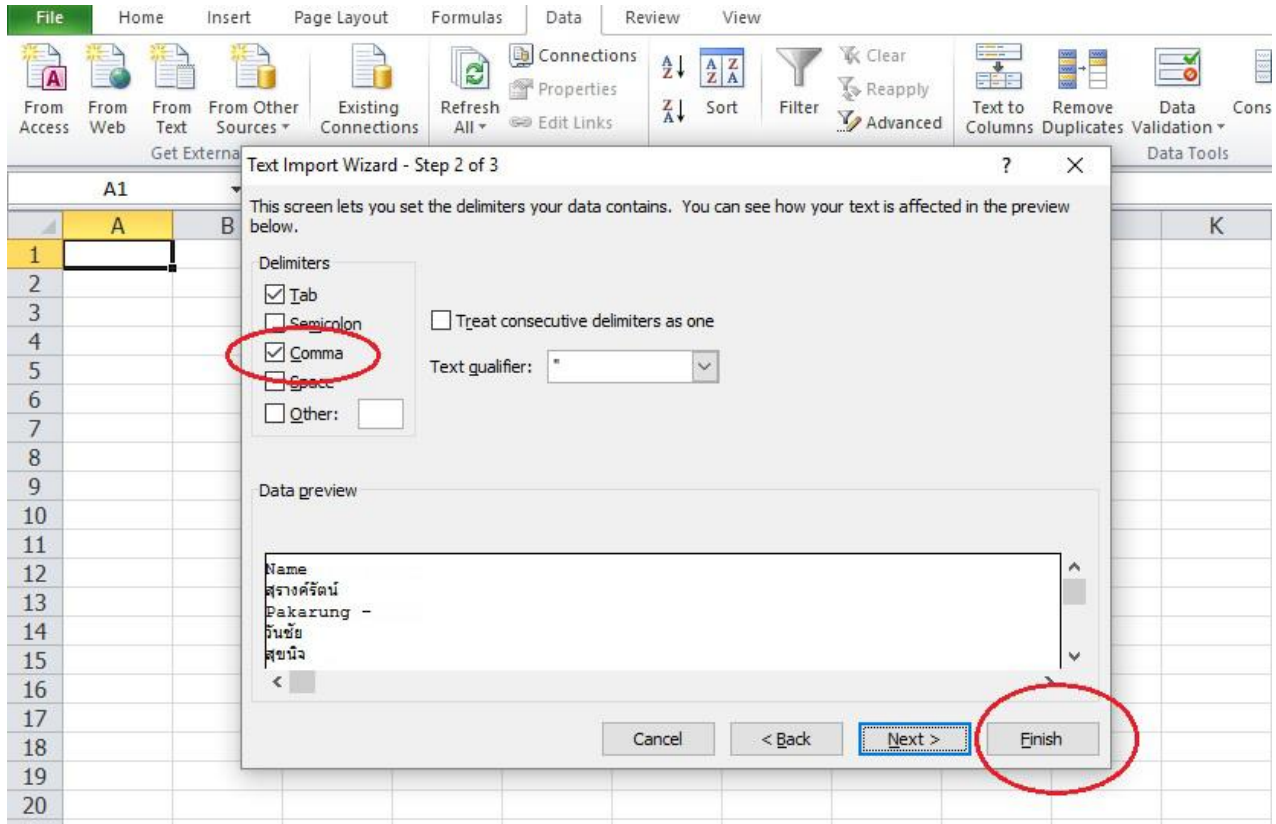 File Home Insert Page Layout Formulas Data Review View
From Access
From Web
From Text
From Other Sources
Existing Connections
Refresh All
Connections
Properties
Edit Links
Sort
Filter
Clear
Reapply
Advanced
Text to Columns
Remove Duplicates
Data Validation
Cons
Get Externa
Data Tools
A1
A B K
1
2
3
4
5
6
7
8
9
10
11
12
13
14
15
16
17
18
19
20
Text Import Wizard - Step 2 of 3 ?
This screen lets you set the delimiters your data contains. You can see how your text is affected in the preview
below.
Delimiters
Tab
Semicolon
Comma
Space
Other:
Treat consecutive delimiters as one
Text qualifier: "
Data preview
Name
สุรางค์รัตน์
Pakarung -
วันชัย
สุขนิจ
Cancel < Back Next > Finish